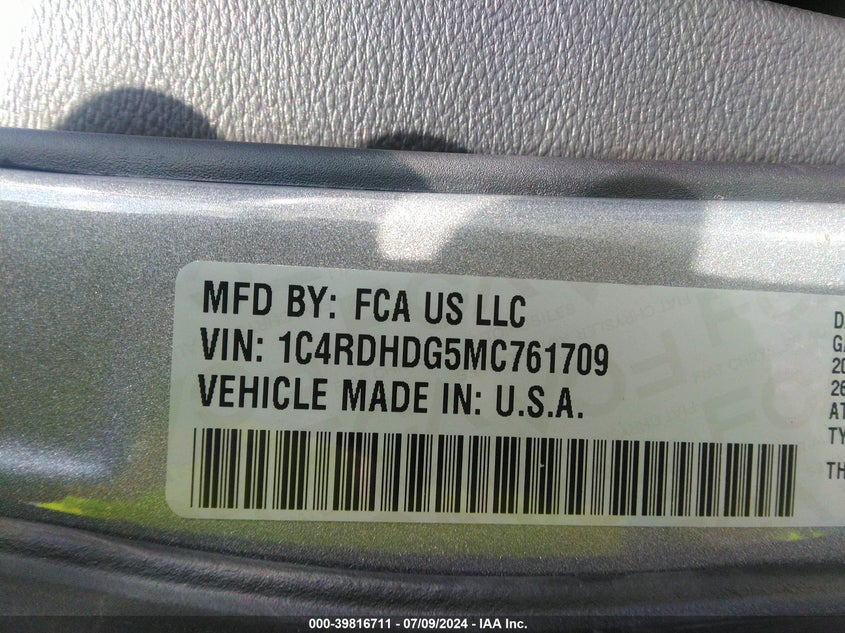 MFD BY: FCA US LLC
VIN: 1C4RDHDG5MC761709
VEHICLE MADE IN: U.S.A.
000-39816711 - 07/09/2024 - IAA Inc.